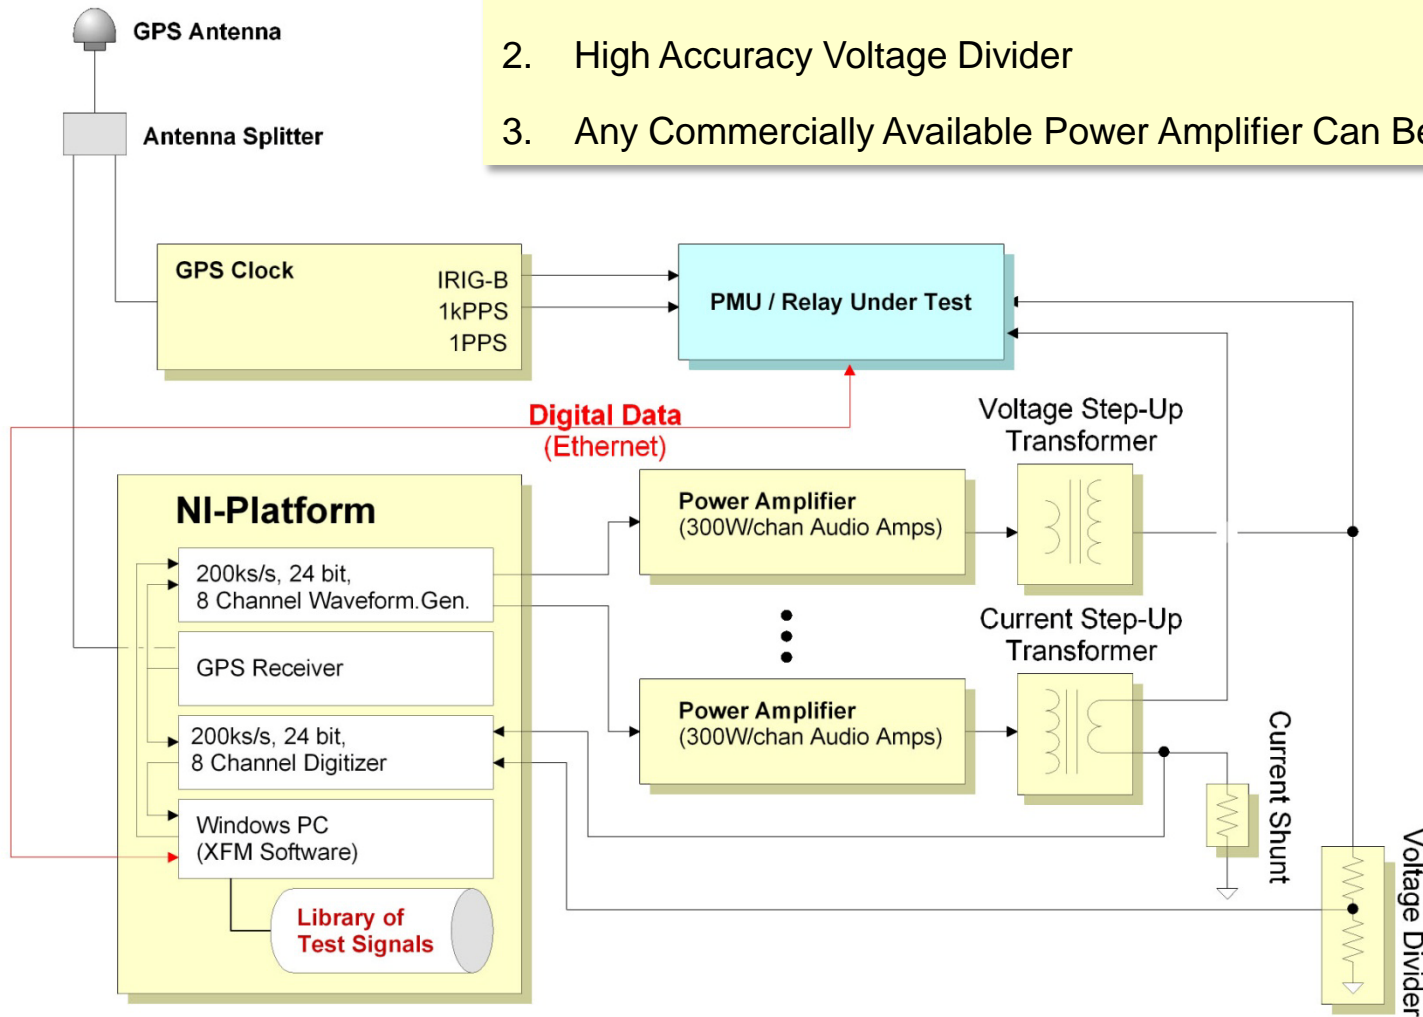 GPS Antenna
2. High Accuracy Voltage Divider
Antenna Splitter
3. Any Commercially Available Power Amplifier Can
GPS Clock
IRIG-B
1kPPS
1PPS
PMU / Relay Under Test
Digital Data
(Ethernet)
Voltage Step-Up
Transformer
NI-Platform
Power Amplifier
(300W/chan Audio Amps)
200ks/s, 24 bit,
8 Channel Waveform.Gen.
Current Step-Up
Transformer
GPS Receiver
Power Amplifier
(300W/chan Audio Amps)
200ks/s, 24 bit,
8 Channel Digitizer
Current Shunt
Windows PC
(XFM Software)
Voltage Divider
Library of
Test Signals